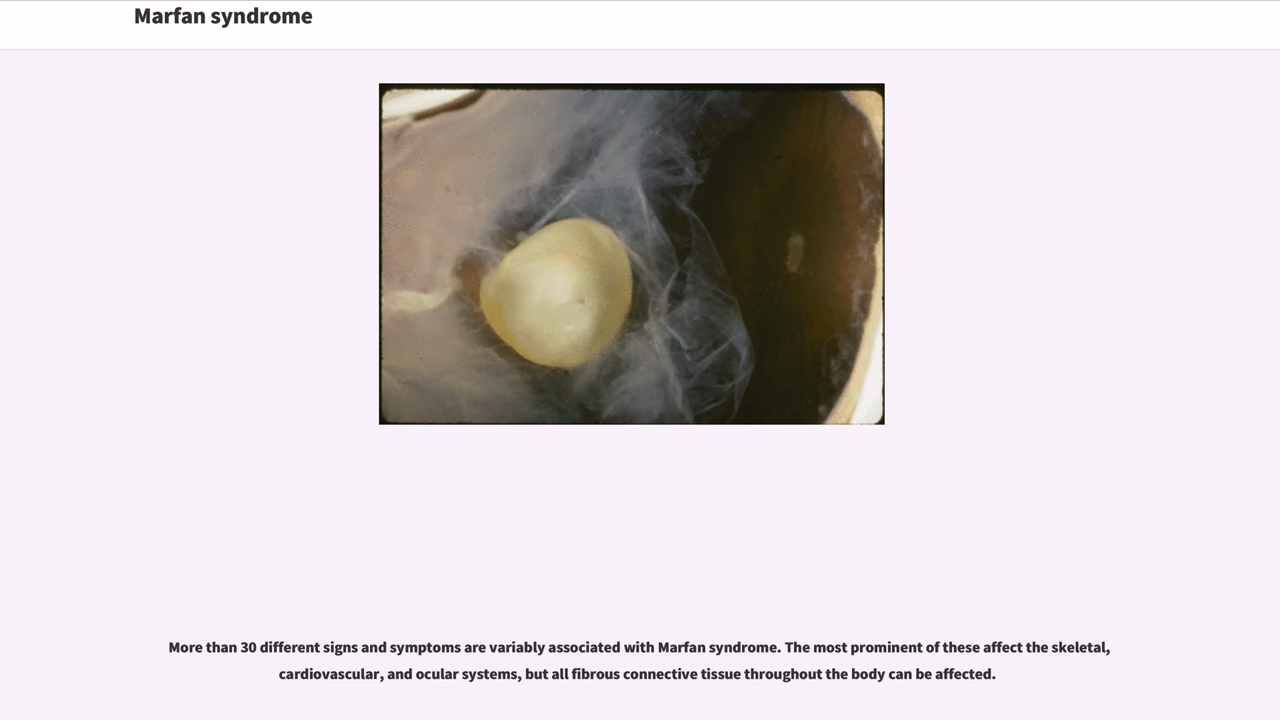 Marfan syndrome
More than 30 different signs and symptoms are variably associated with Marfan syndrome. The most prominent of these affect the skeletal,
cardiovascular, and ocular systems, but all fibrous connective tissue throughout the body can be affected.